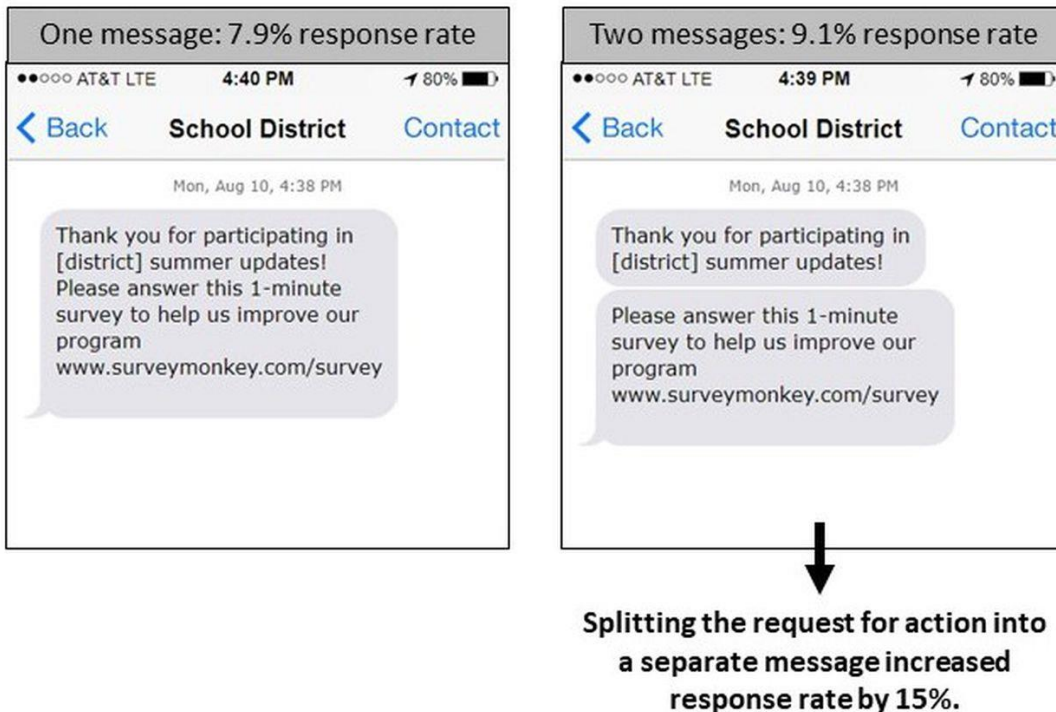 One message: 7.9% response rate
AT&T LTE 4:40 PM 80%
Back School District Contact
Mon, Aug 10, 4:38 PM
Thank you for participating in
[district] summer updates!
Please answer this 1-minute
survey to help us improve our
program
www.surveymonkey.com/survey
Two messages: 9.1% response rate
AT&T LTE 4:39 PM 80%
Back School District Contact
Mon, Aug 10, 4:38 PM
Thank you for participating in
[district] summer updates!
Please answer this 1-minute
survey to help us improve our
program
www.surveymonkey.com/survey
Splitting the request for action into
a separate message increased
response rate by 15%.